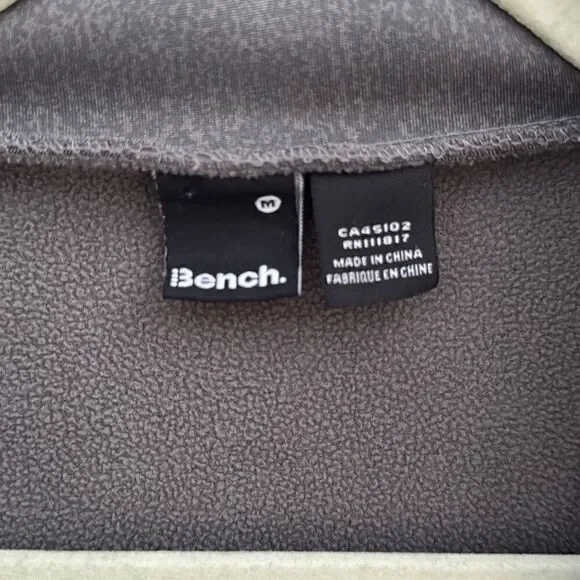 M
Bench.
CA45102
RN111817
MADE IN CHINA
FABRIQUE EN CHINE